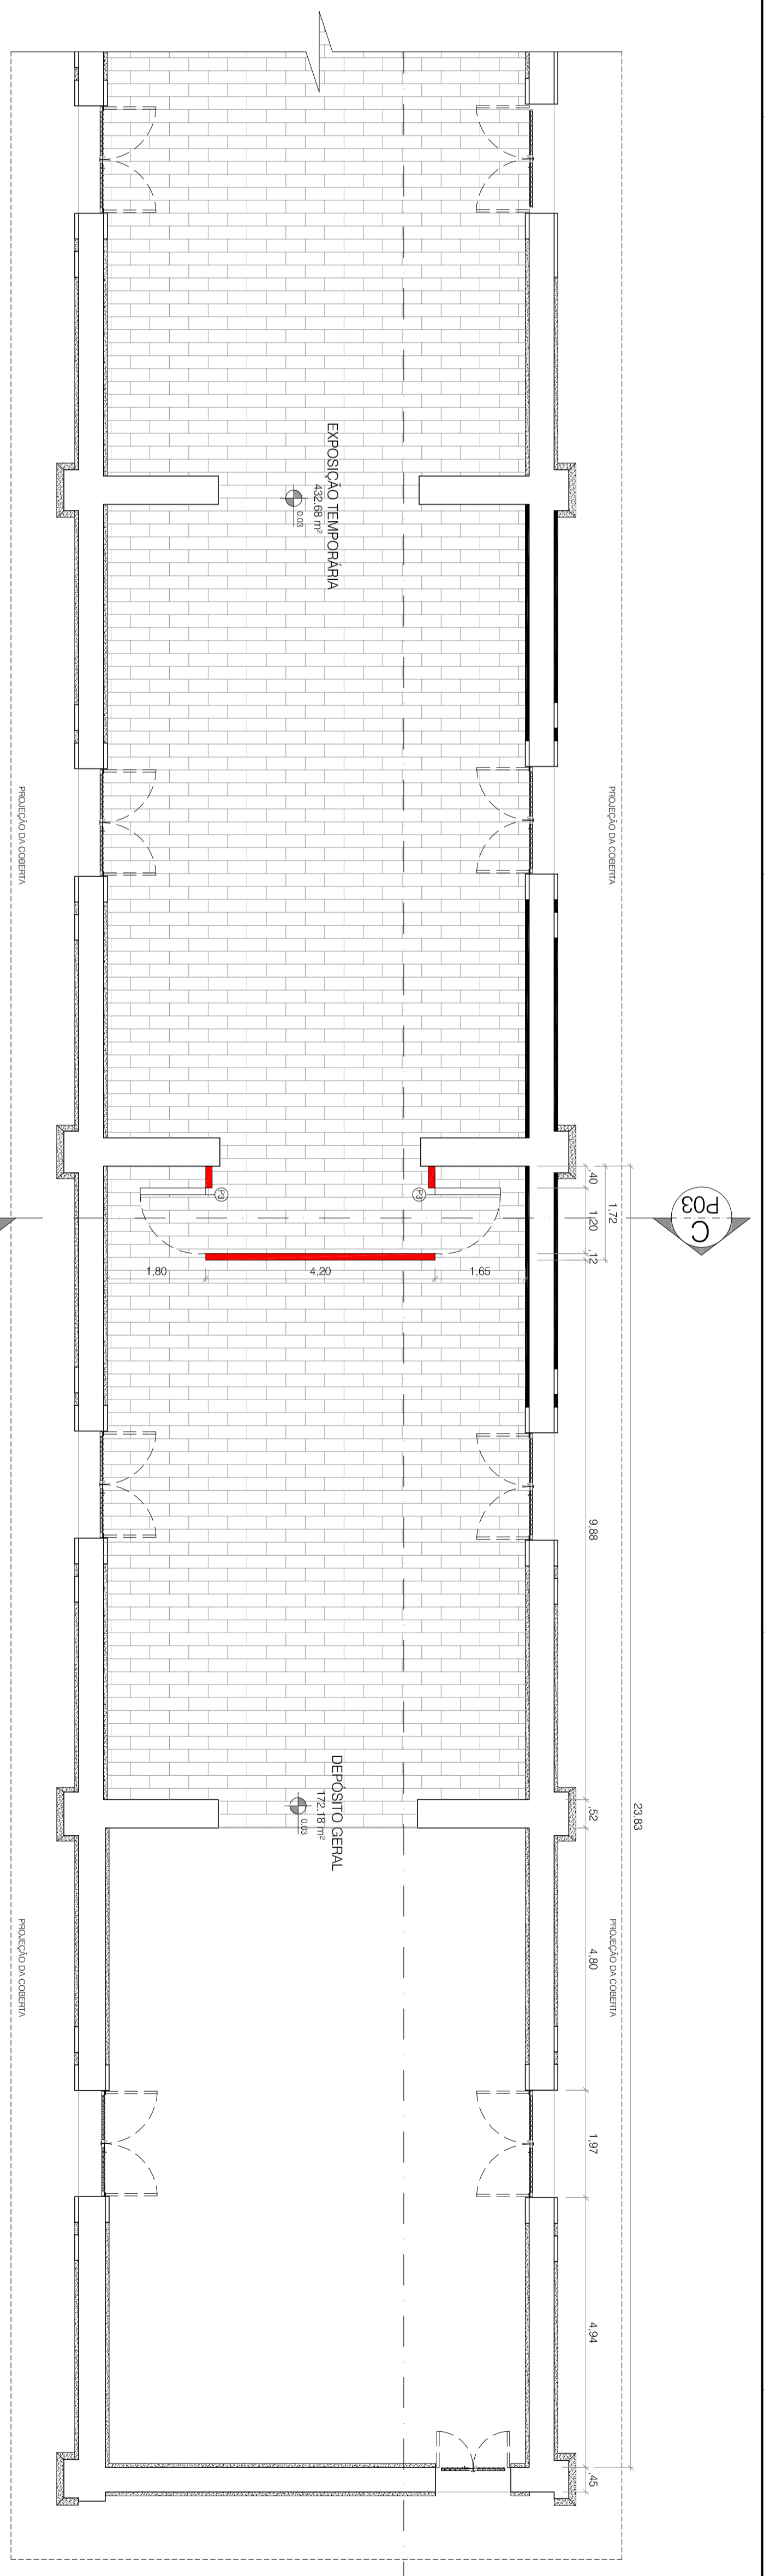 EXPOSIÇÃO TEMPORÁRIA
432.68 m²
0.03
PROJEÇÃO DA COBERTA
PROJEÇÃO DA COBERTA
P3
P3
,40
1,20
,12
1,72
C
P03
1,80
4,20
1,65
9,88
23,83
DEPÓSITO GERAL
172.18 m²
0.03
,52
4,80
PROJEÇÃO DA COBERTA
PROJEÇÃO DA COBERTA
1,97
4,94
,45